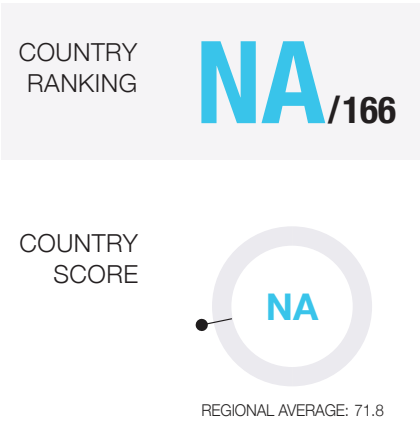 COUNTRY
RANKING
NA/166
COUNTRY
SCORE
NA
REGIONAL AVERAGE: 71.8